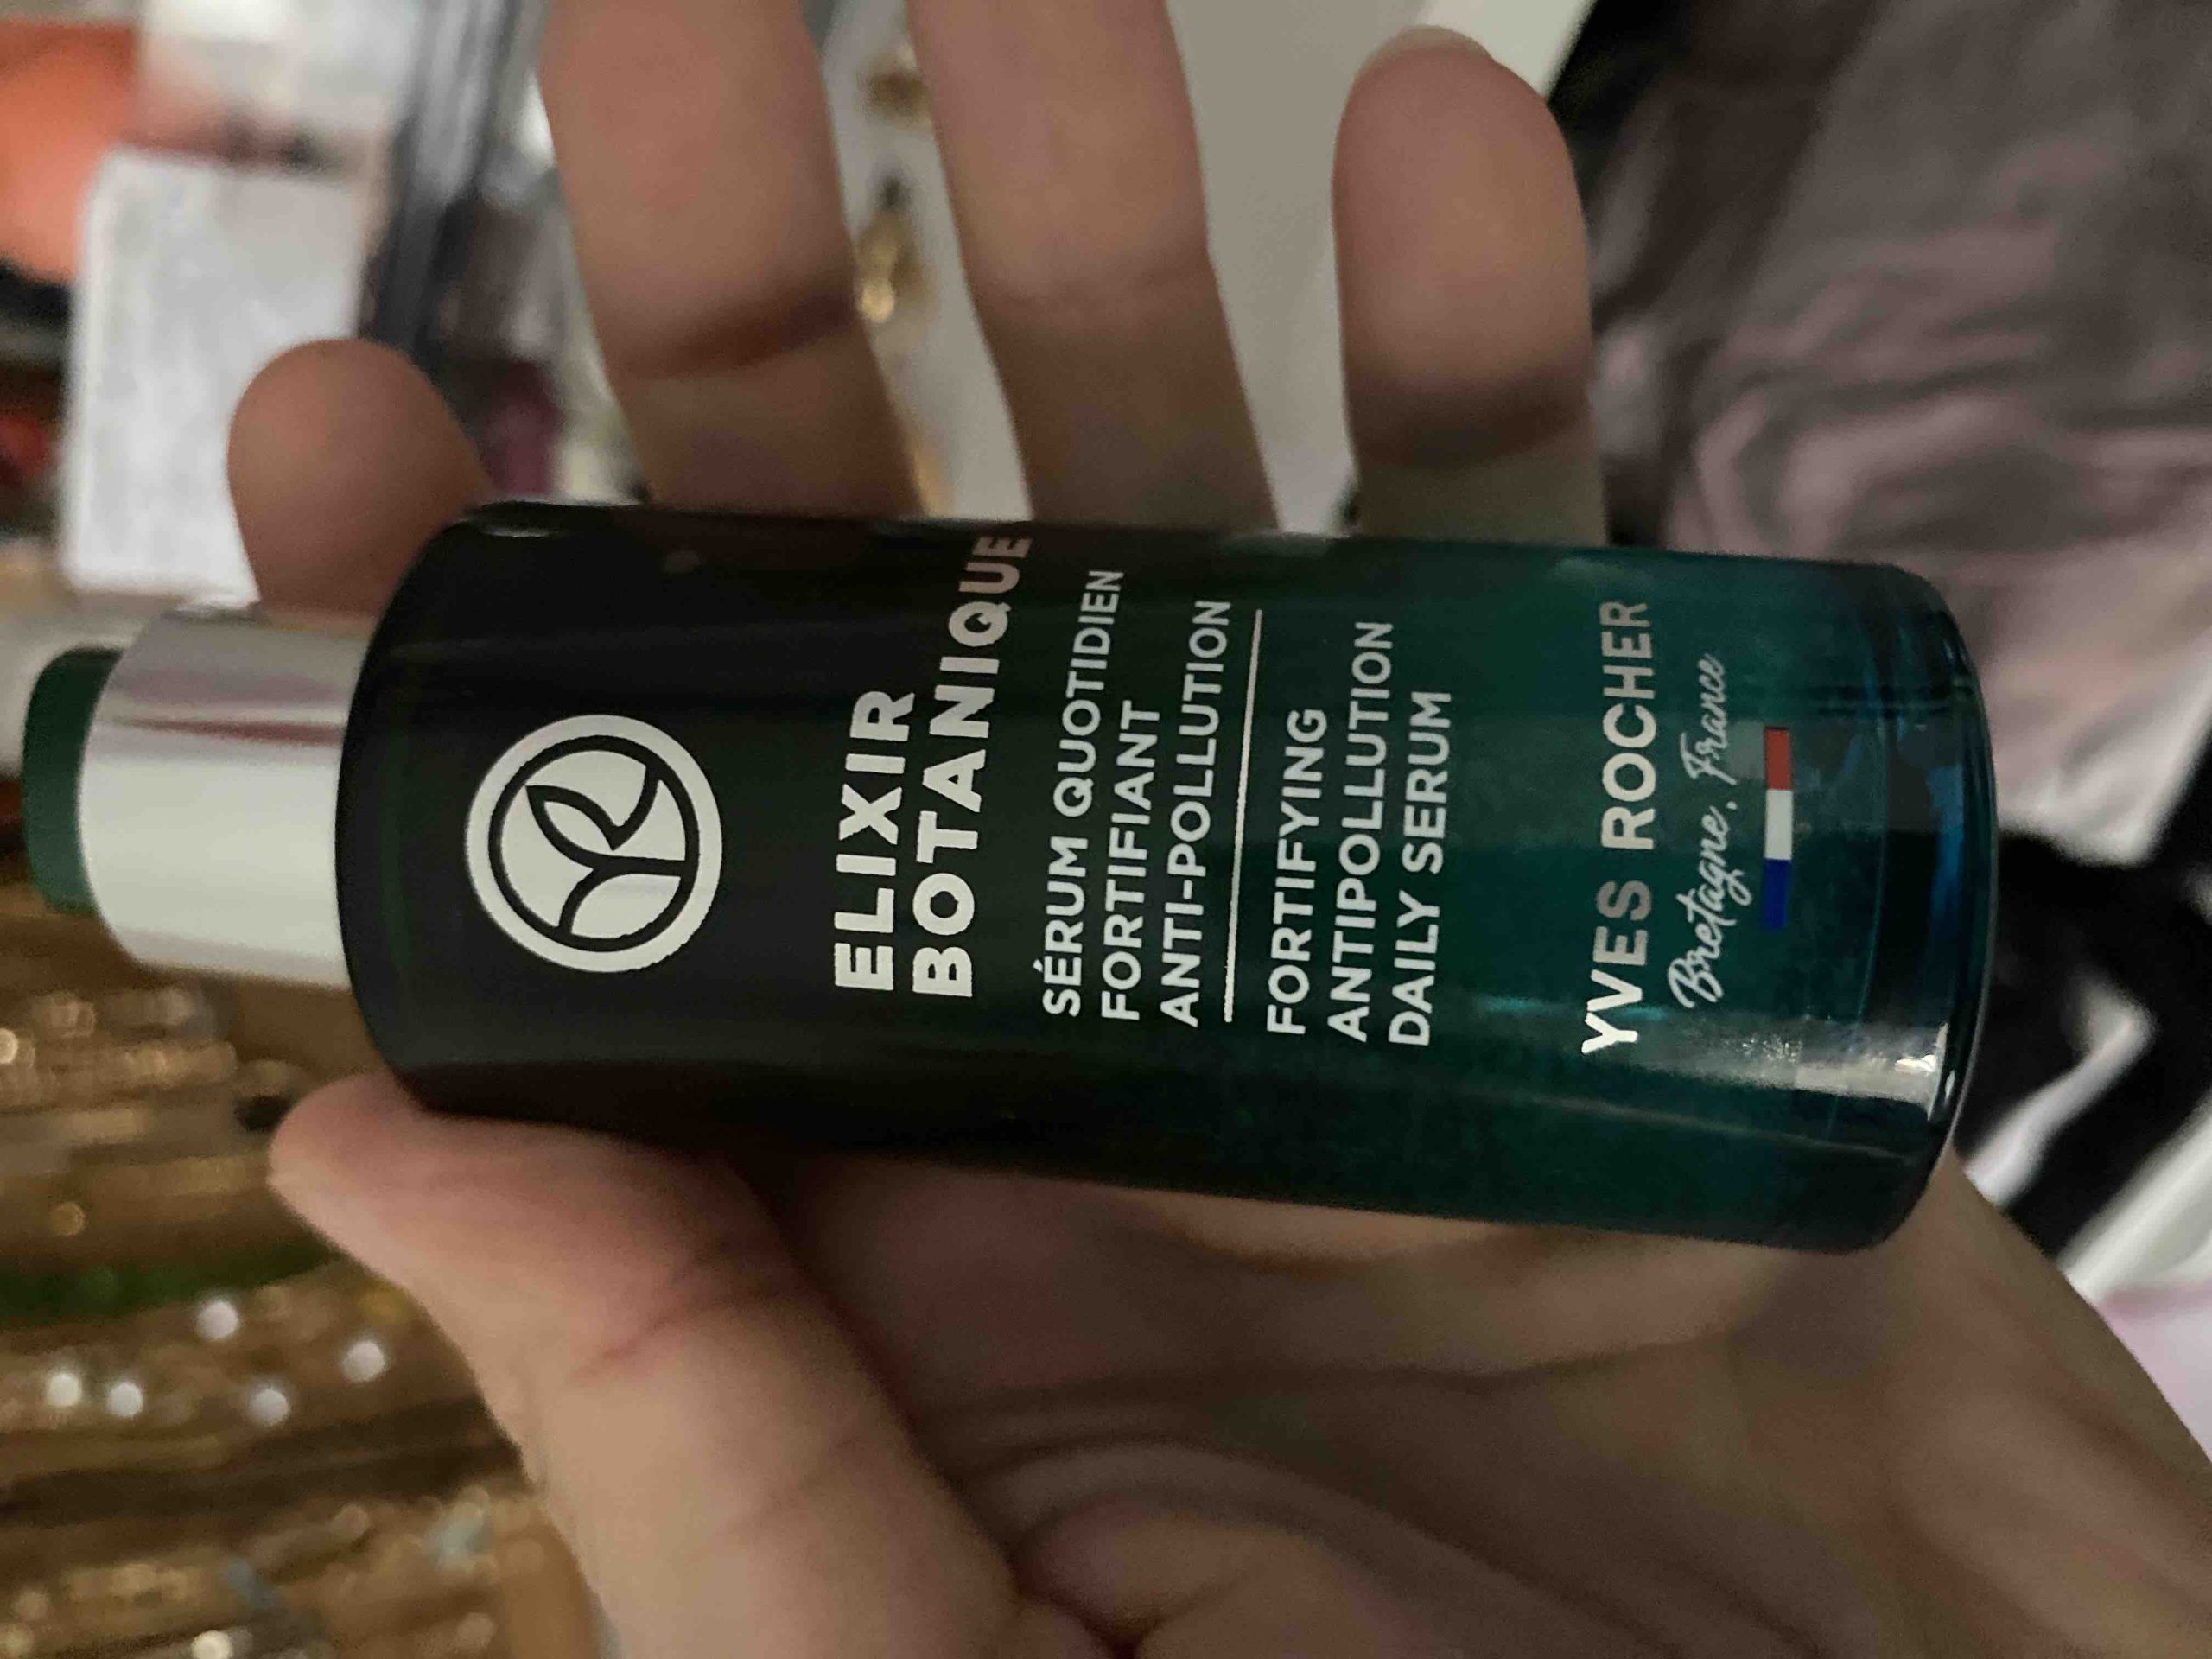 ELIXIR
BOTANIQUE
SÉRUM QUOTIDIEN
FORTIFIANT
ANTI-POLLUTION
FORTIFYING
ANTIPOLLUTION
DAILY SERUM
YVES ROCHER
Bretagne, France